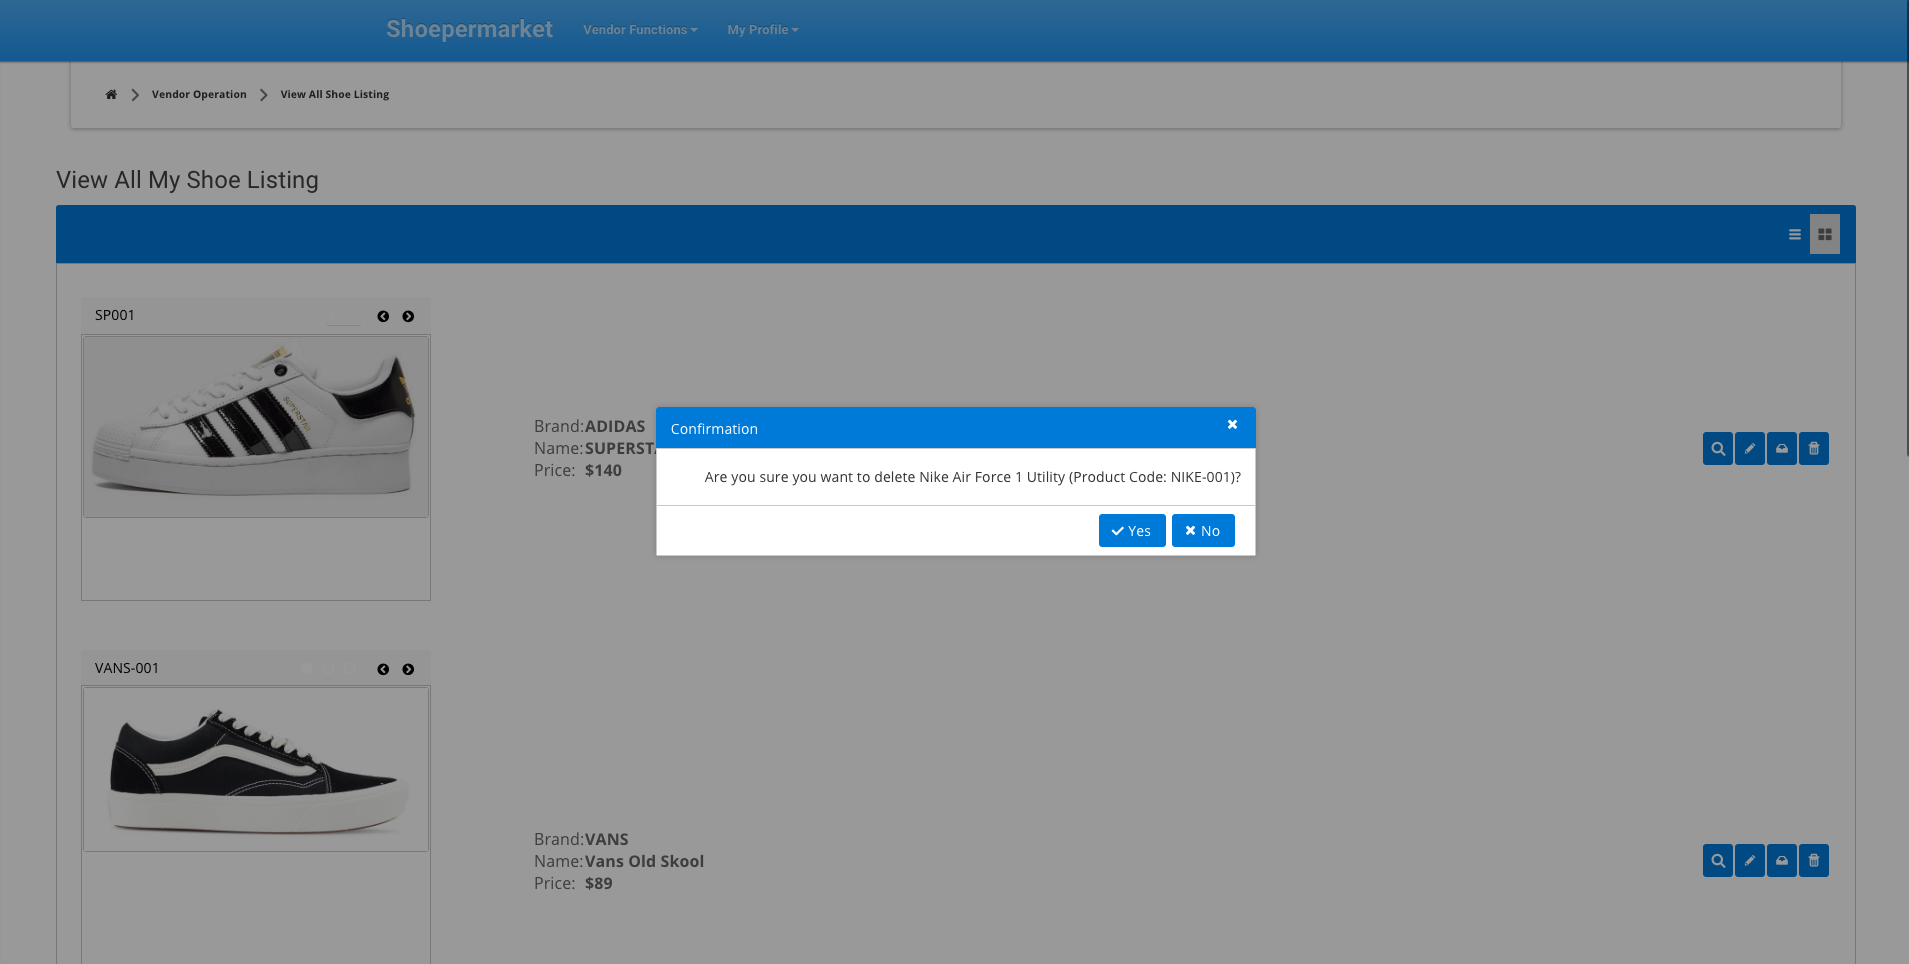 Shoepermarket
Vendor Functions
My Profile
Vendor Operation
View All Shoe Listing
View All My Shoe Listing
SP001
SUPERSTAR
Brand:ADIDAS
Name:
Price: $140
Confirmation
Are you sure you want to delete Nike Air Force 1 Utility (Product Code: NIKE-001)?
Yes
No
VANS-001
Brand:VANS
Name:Vans Old Skool
Price: $89